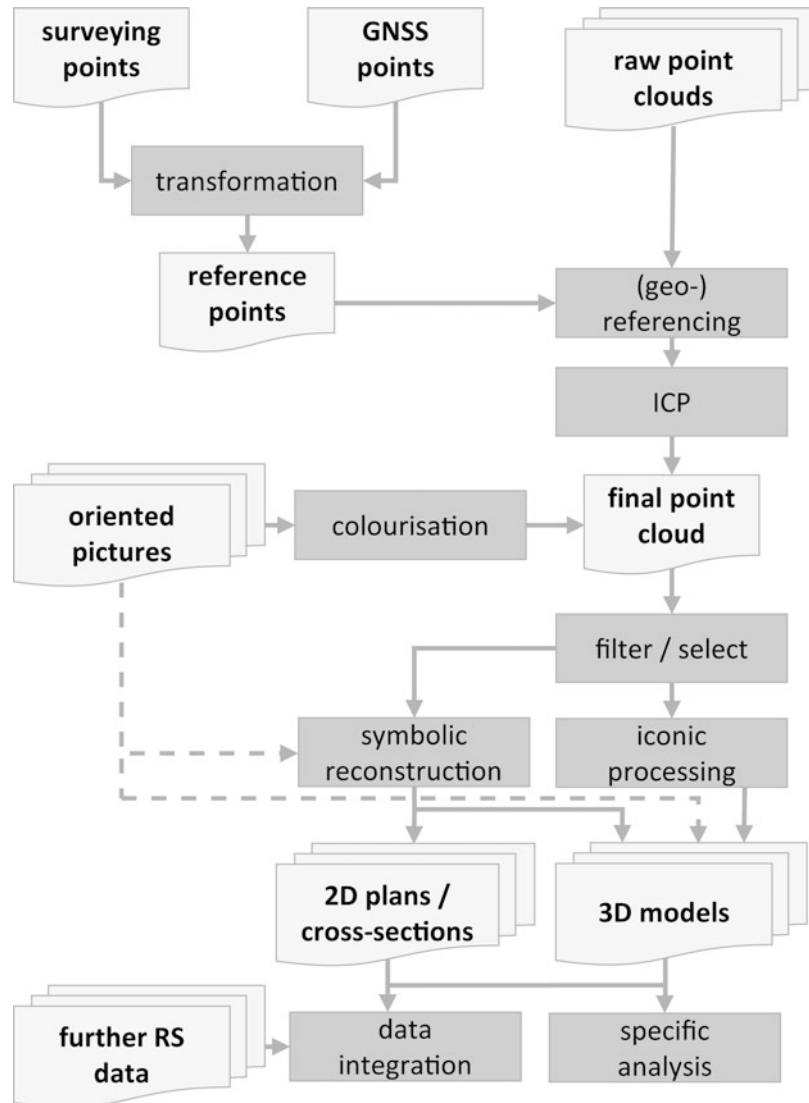 surveying
points
GNSS
points
raw point
clouds
transformation
reference
points
(geo-)
referencing
ICP
oriented
pictures
colourisation
final point
cloud
filter / select
symbolic
reconstruction
iconic
processing
2D plans /
cross-sections
3D models
further RS
data
data
integration
specific
analysis